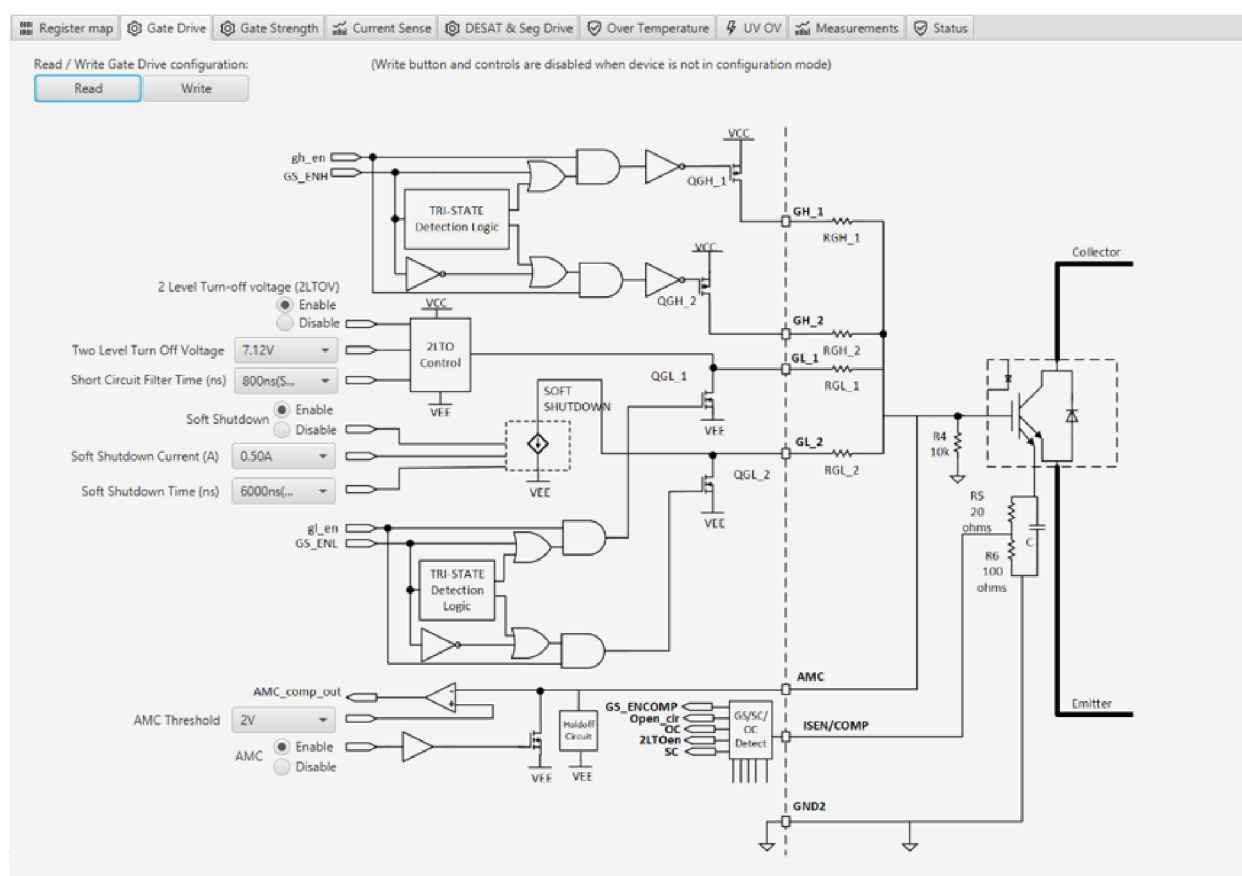 Register map
Gate Drive
Gate Strength
Current Sense
DESAT & Seg Drive
Over Temperature
UV OV
Measurements
Status
Read / Write Gate Drive configuration:
(Write button and controls are disabled when device is not in configuration mode)
Read
Write
VCC
gh_en
GS_ENH
QGH_1
TRI-STATE
Detection Logic
GH_1
RGH_1
VCC
Collector
2 Level Turn-off voltage (2LTOV)
Enable
Disable
VCC
QGH_2
GH_2
RGH_2
2LTO
Control
Two Level Turn Off Voltage
7.12V
GL_1
RGL_1
Short Circuit Filter Time (ns)
800ns(S...
QGL_1
SOFT
SHUTDOWN
VEE
Soft Shutdown
Enable
Disable
VEE
R4
10k
GL_2
RGL_2
Soft Shutdown Current (A)
0.50A
QGL_2
Soft Shutdown Time (ns)
6000ns(...
VEE
VEE
R5
20
ohms
gl_en
GS_ENL
C
R6
100
ohms
TRI-STATE
Detection
Logic
AMC
AMC_comp_out
-
+
GS_ENCOMP
Open_cir
OC
2LTOen
SC
GS/SC/
OC
Detect
ISEN/COMP
Emitter
AMC Threshold
2V
Holdoff
Circuit
AMC
Enable
Disable
VEE
VEE
GND2